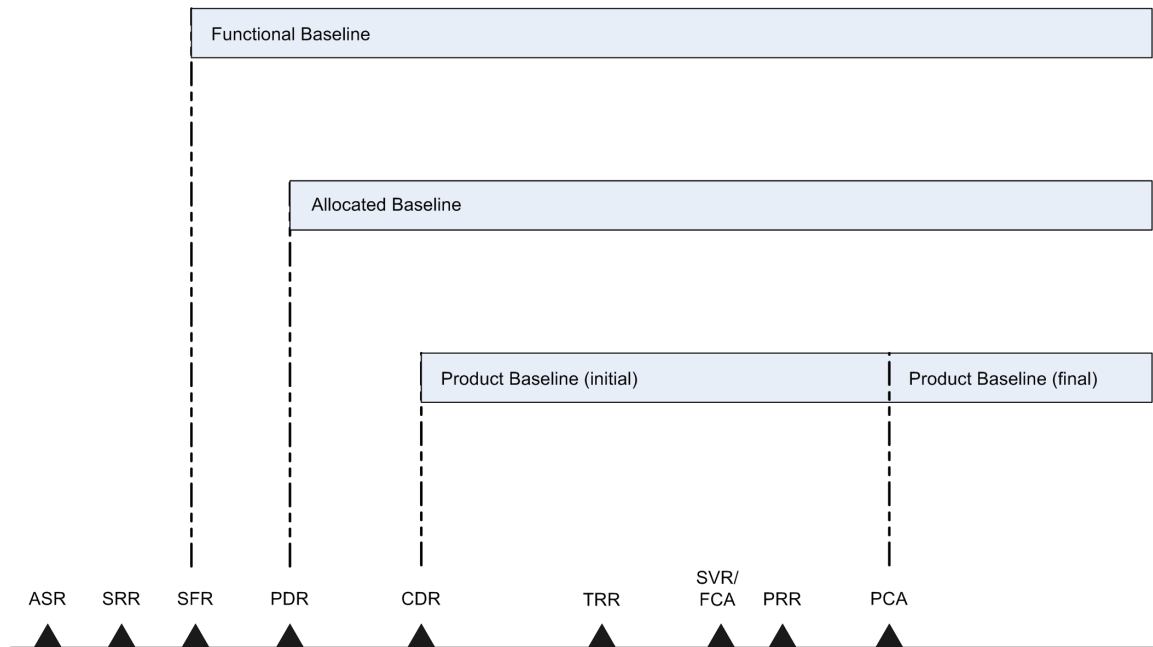 Functional Baseline
Allocated Baseline
Product Baseline (initial)
Product Baseline (final)
ASR
SRR
SFR
PDR
CDR
TRR
SVR/
FCA
PRR
PCA